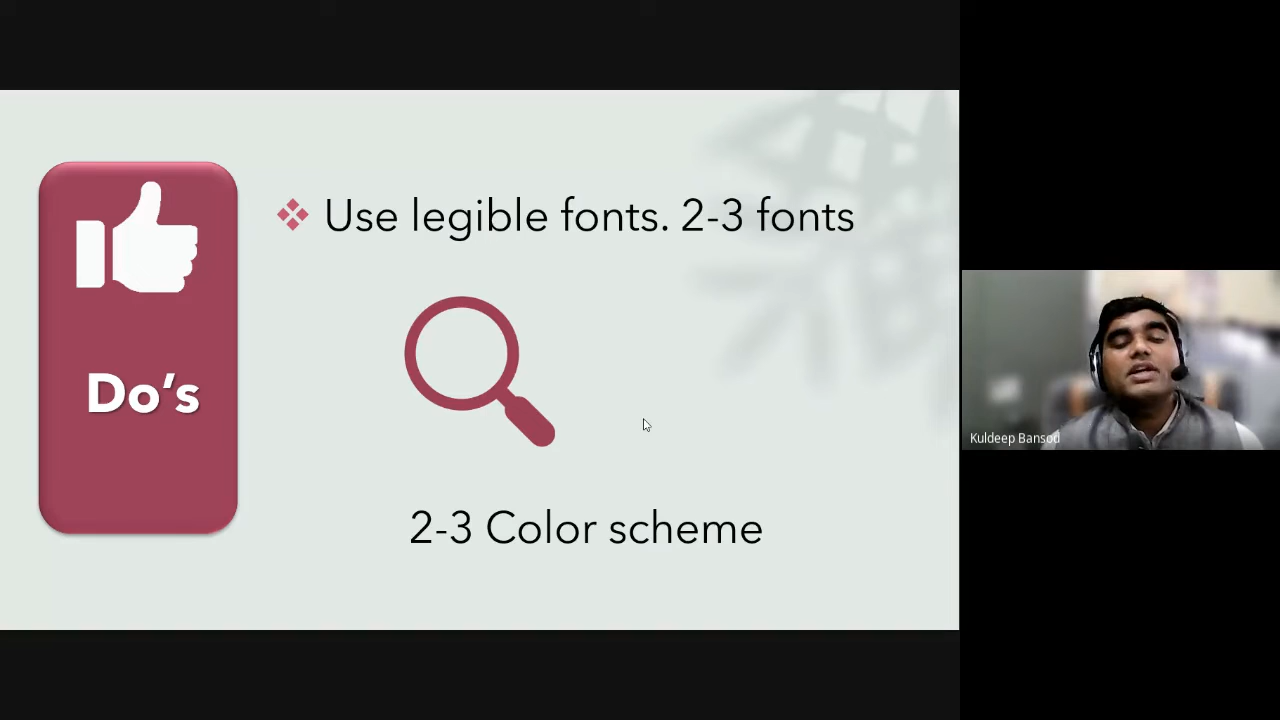 Use legible fonts. 2-3 fonts
Do’s
2-3 Color scheme
Kuldeep Bansod